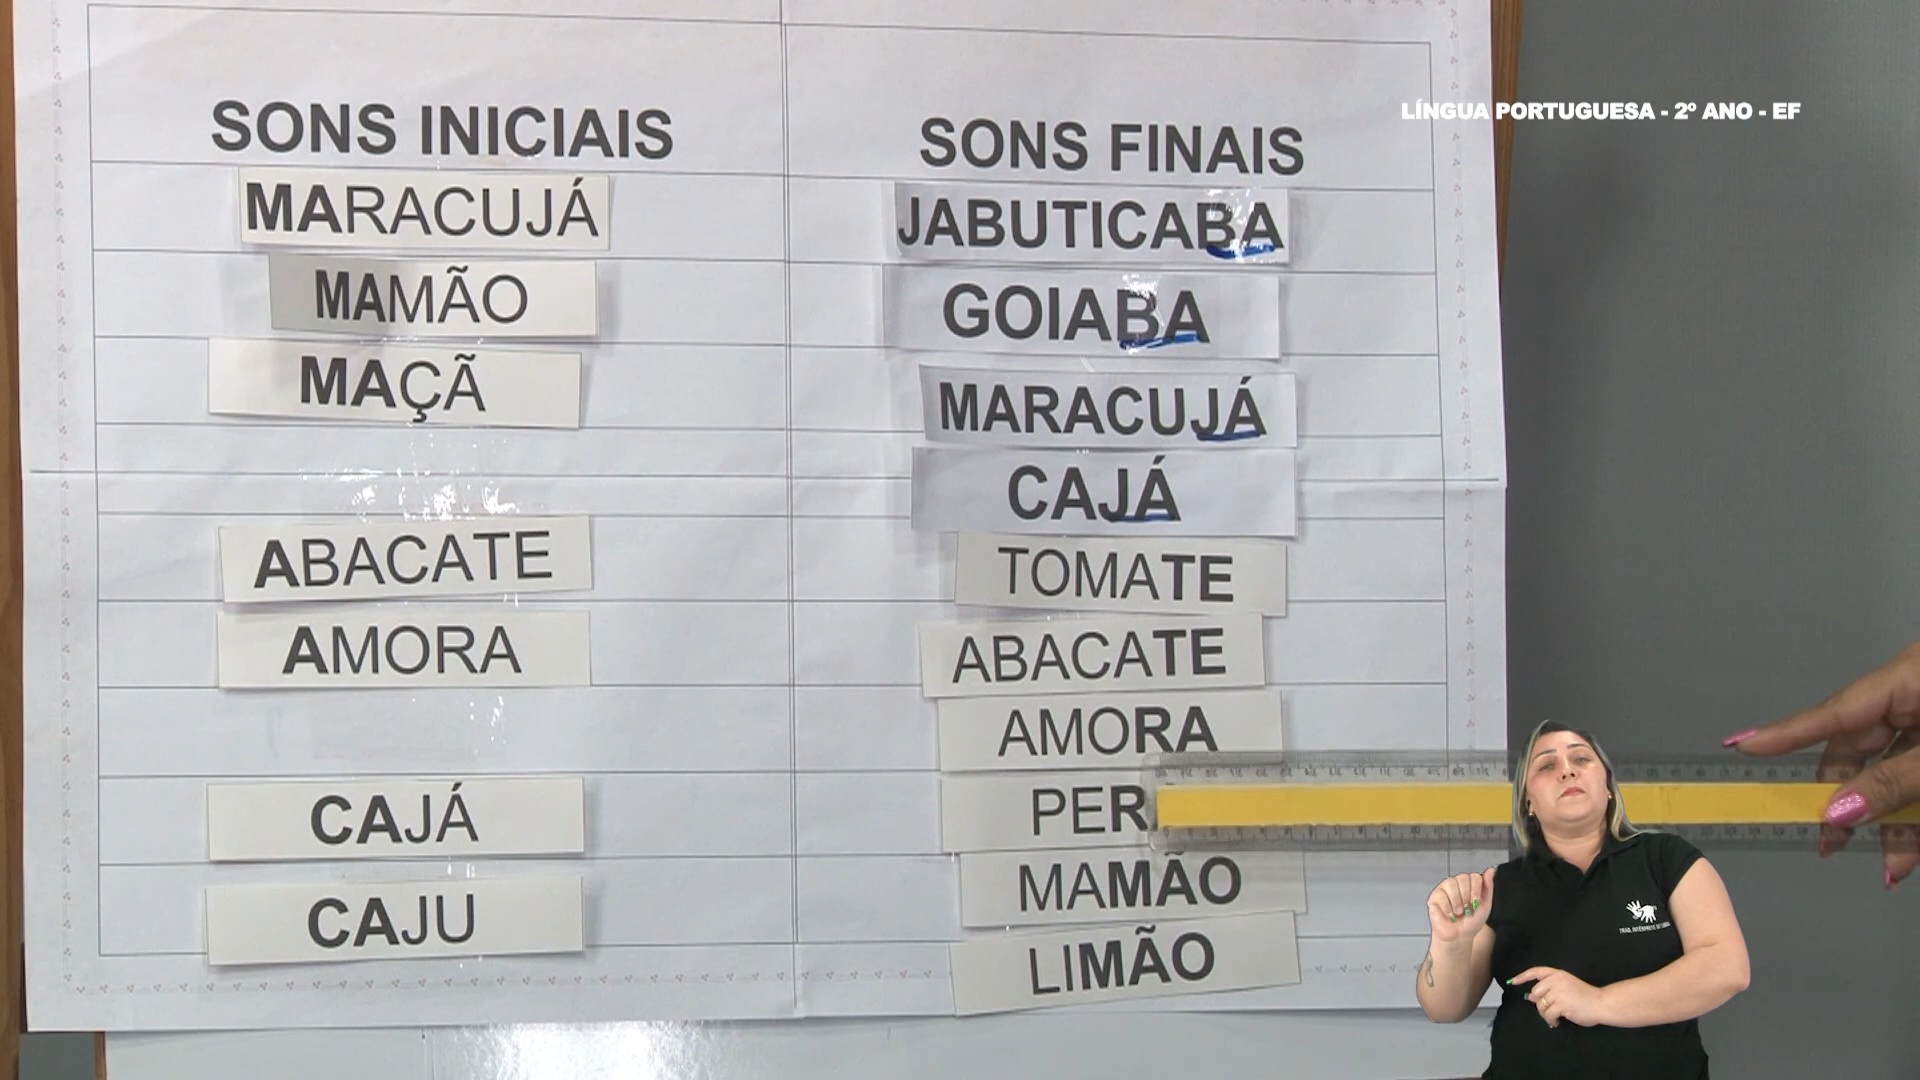 LÍNGUA PORTUGUESA - 2º ANO - EF
SONS INICIAIS
MARACUJÁ
MAMÃO
MAÇÃ
ABACATE
AMORA
CAJÁ
CAJU
SONS FINAIS
JABUTICABA
GOIABA
MARACUJÁ
CAJÁ
TOMATE
ABACATE
AMORA
PER
MAMÃO
LIMÃO